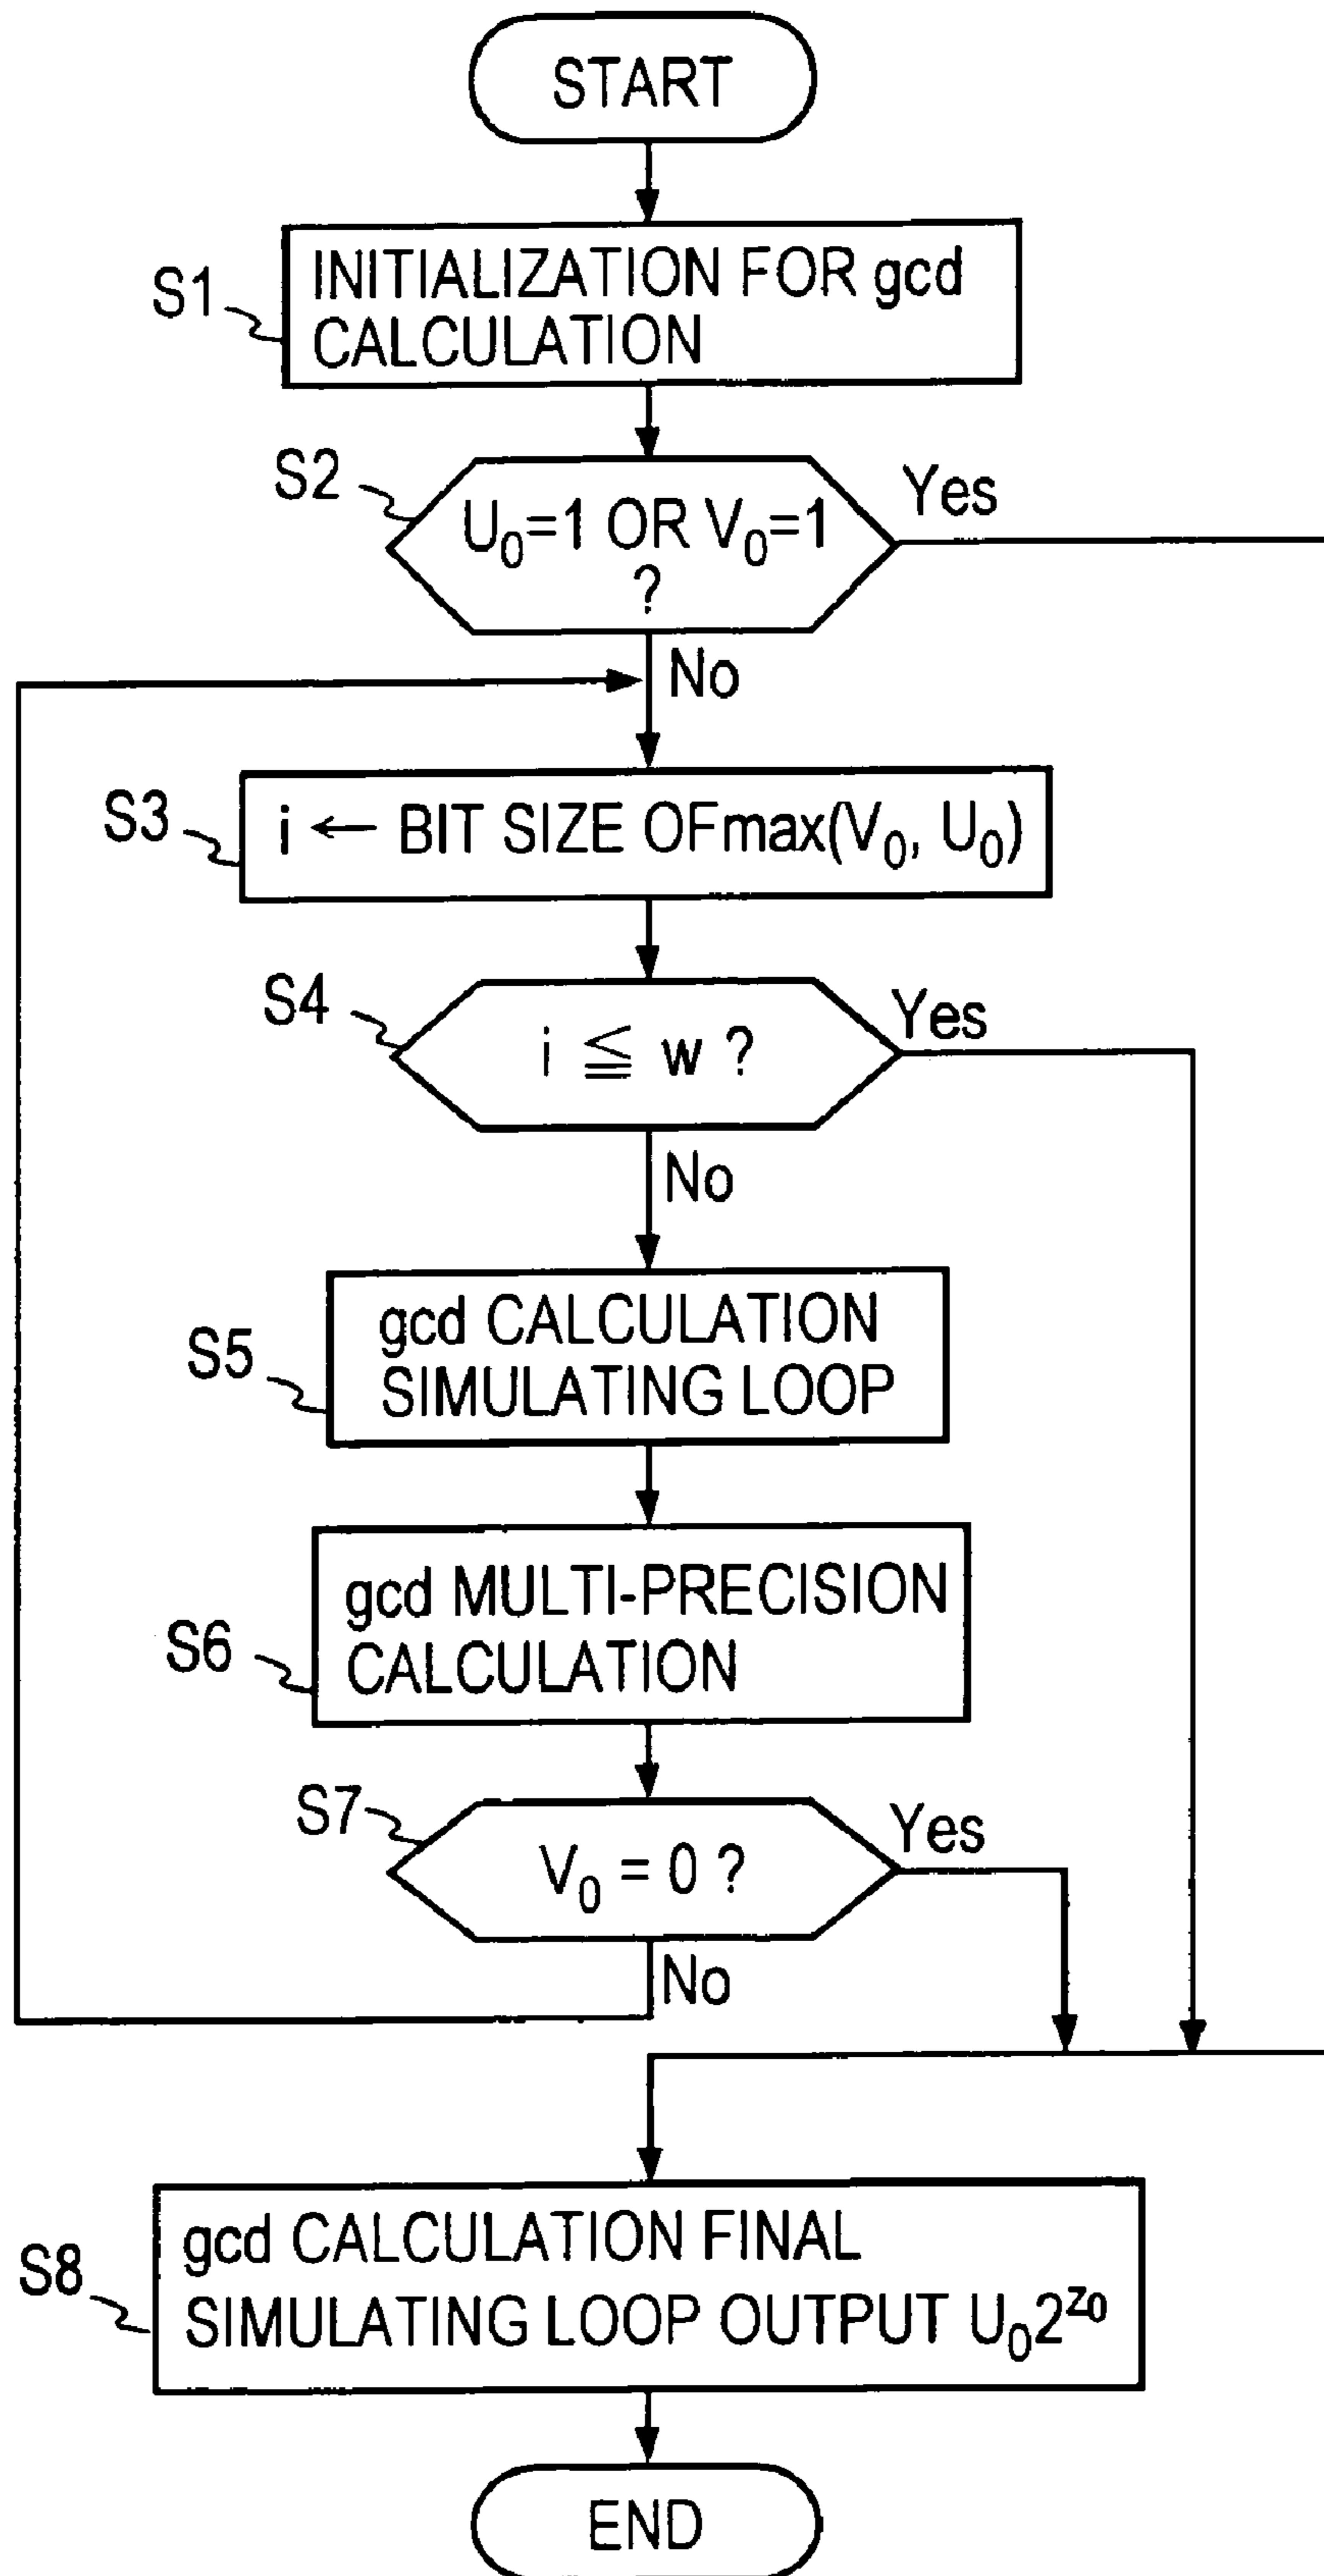 START
S1
INITIALIZATION FOR gcd
CALCULATION
S2
U₀=1 OR V₀=1
?
Yes
No
S3
i ← BIT SIZE OFmax(V₀, U₀)
S4
i ≦ w ?
Yes
No
S5
gcd CALCULATION
SIMULATING LOOP
S6
gcd MULTI-PRECISION
CALCULATION
S7
V₀ = 0 ?
Yes
No
S8
gcd CALCULATION FINAL
SIMULATING LOOP OUTPUT U₀2^z₀
END